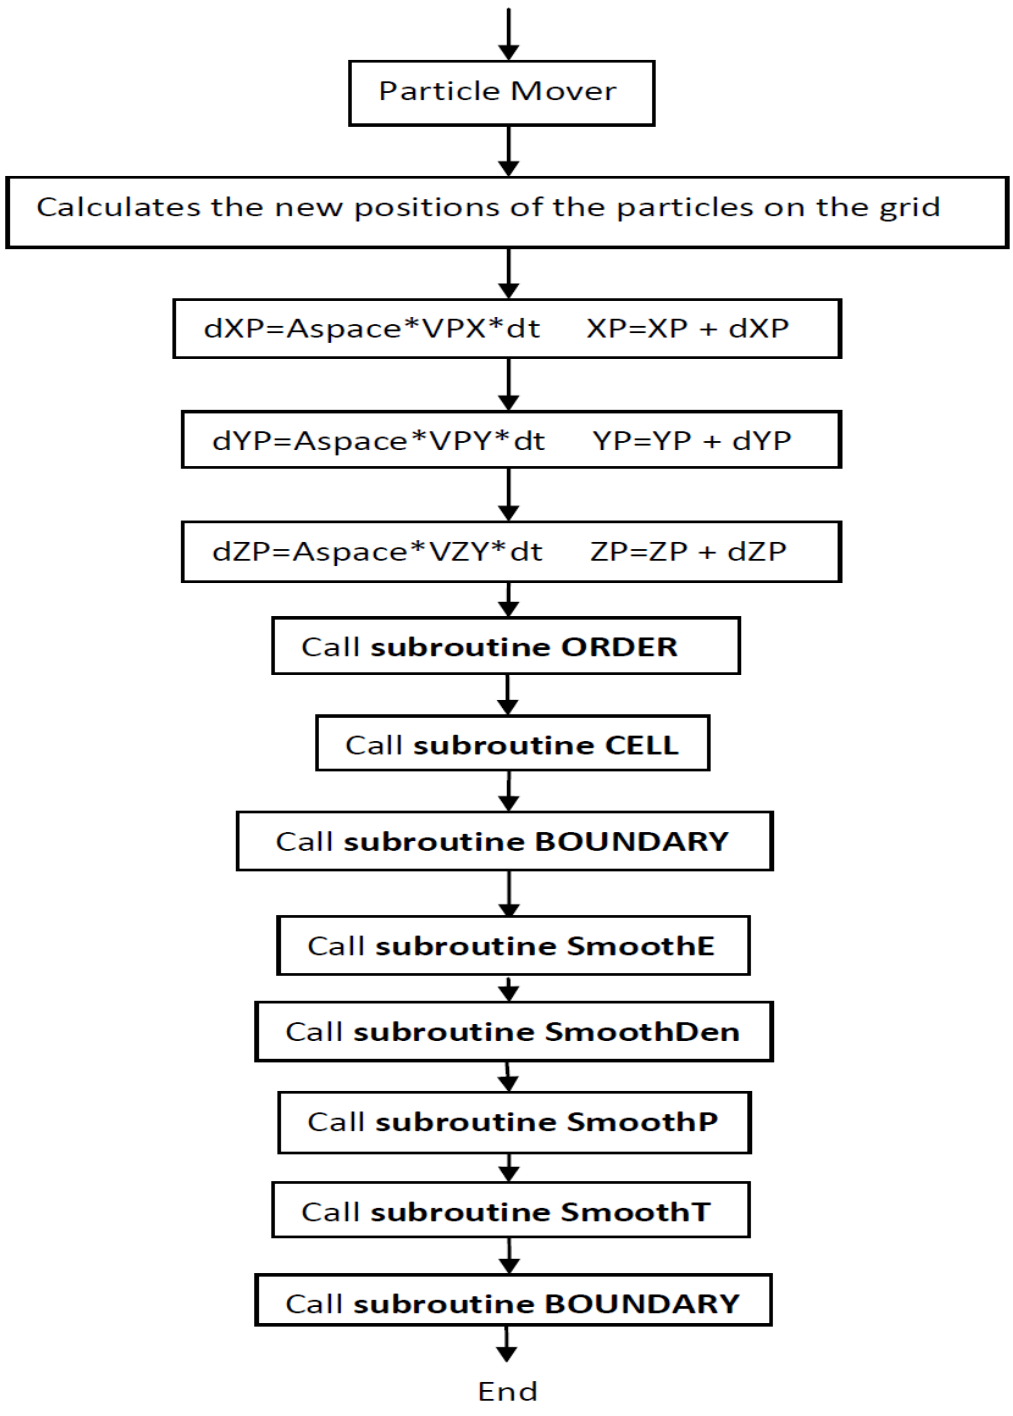 Particle Mover
Calculates the new positions of the particles on the grid
dXP=Aspace*VPX*dt XP=XP + dXP
dYP=Aspace*VPY*dt YP=YP + dYP
dZP=Aspace*VZY*dt ZP=ZP + dZP
Call subroutine ORDER
Call subroutine CELL
Call subroutine BOUNDARY
Call subroutine SmoothE
Call subroutine SmoothDen
Call subroutine SmoothP
Call subroutine SmoothT
Call subroutine BOUNDARY
End